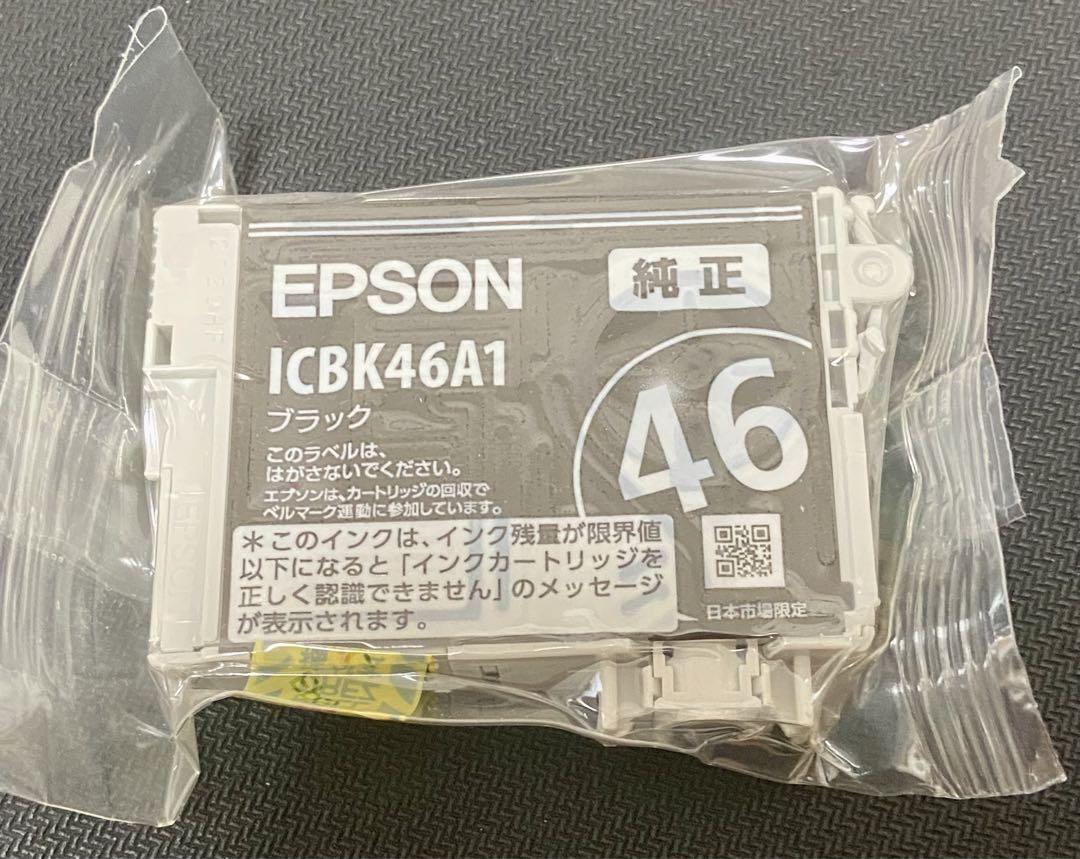 EPSON
純正
ICBK46A1
ブラック
46
このラベルは、
はがさないでください。
エプソンは、カートリッジの回収で
ベルマーク運動に参加しています。
＊このインクは、インク残量が限界値
以下になると「インクカートリッジを
正しく認識できません」のメッセージ
が表示されます。
日本市場限定